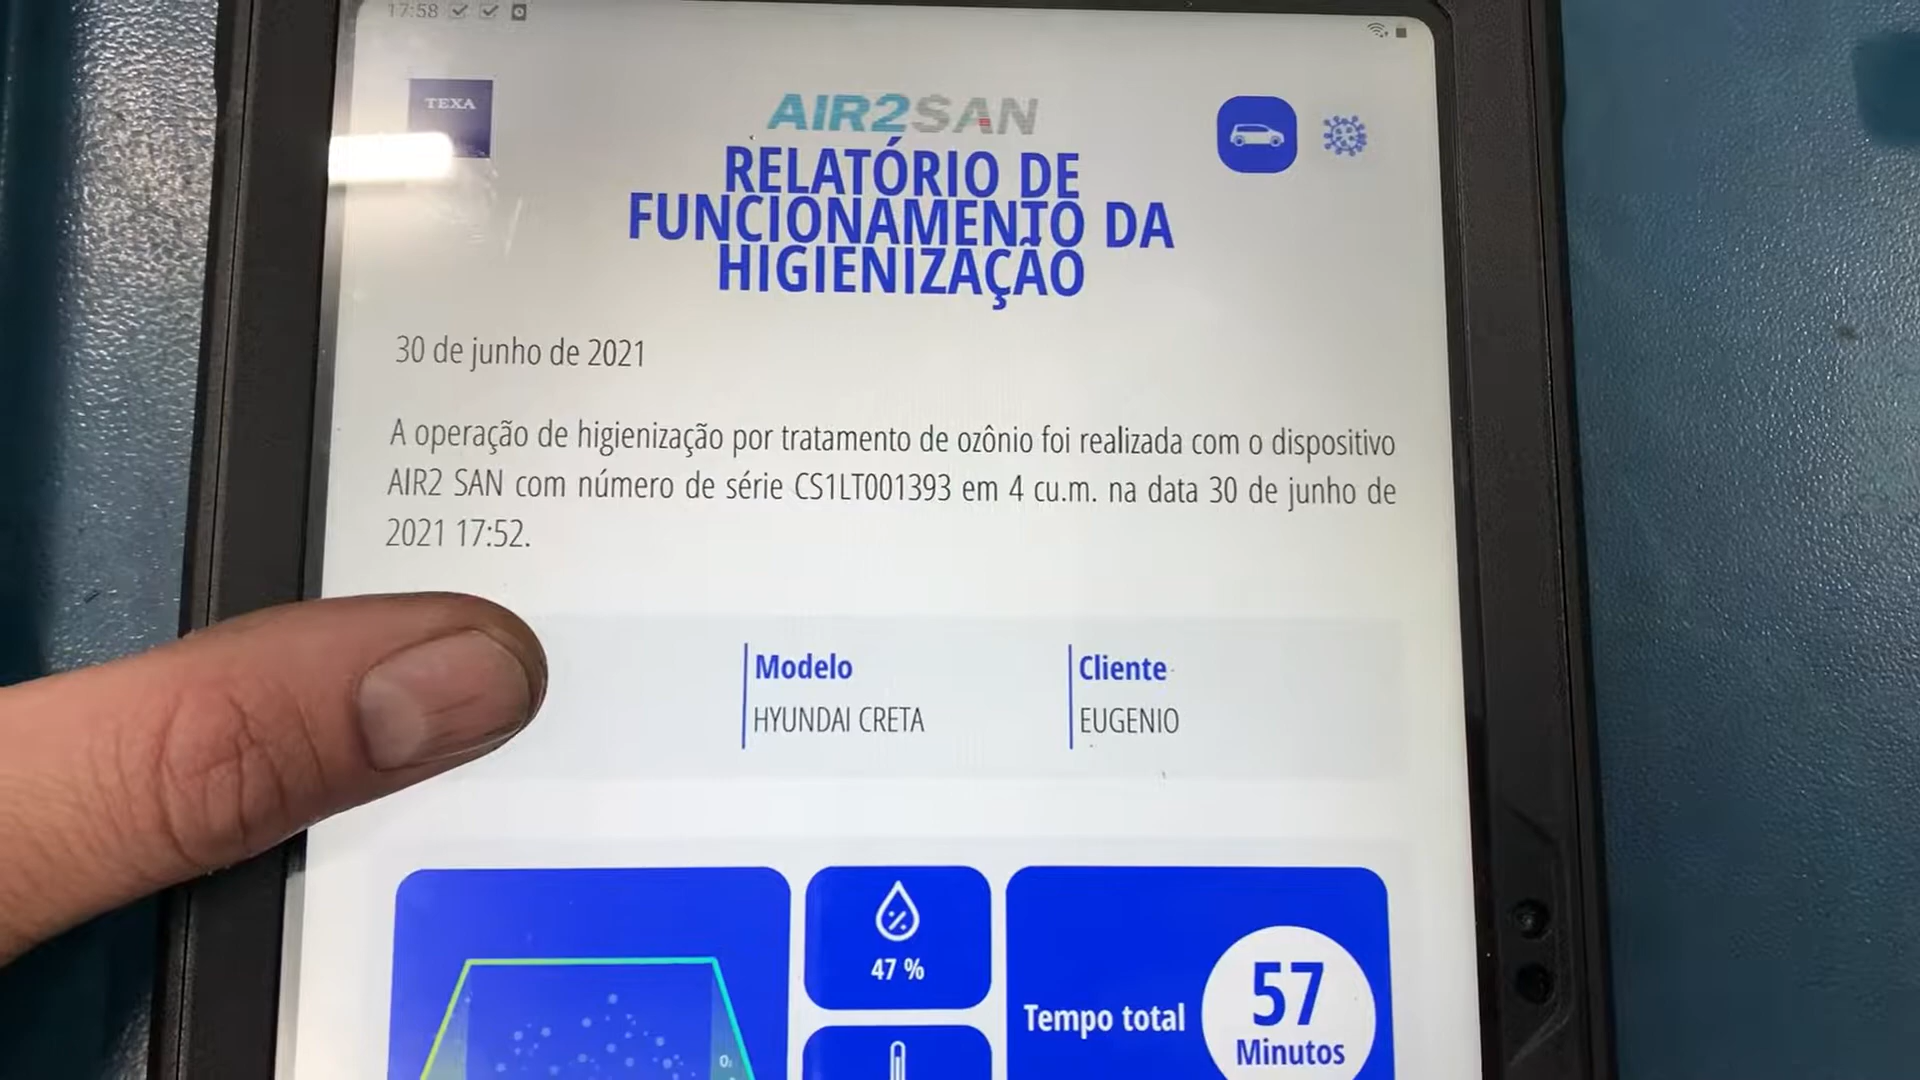 17:58
TEXA
AIR2SAN
RELATÓRIO DE
FUNCIONAMENTO DA
HIGIENIZAÇÃO
30 de junho de 2021
A operação de higienização por tratamento de ozônio foi realizada com o dispositivo
AIR2 SAN com número de série CS1LT001393 em 4 cu.m. na data 30 de junho de
2021 17:52.
Modelo
HYUNDAI CRETA
Cliente
EUGENIO
47 %
Tempo total
57
Minutos
O₃